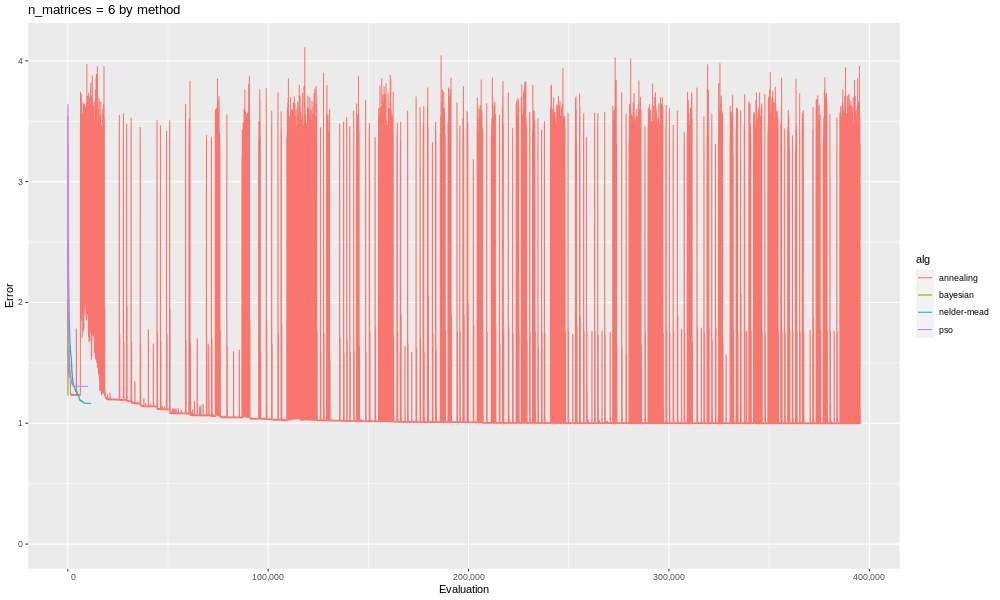 n_matrices = 6 by method
4
3
2
1
0
Error
0
100,000
200,000
300,000
400,000
Evaluation
alg
annealing
bayesian
nelder-mead
pso